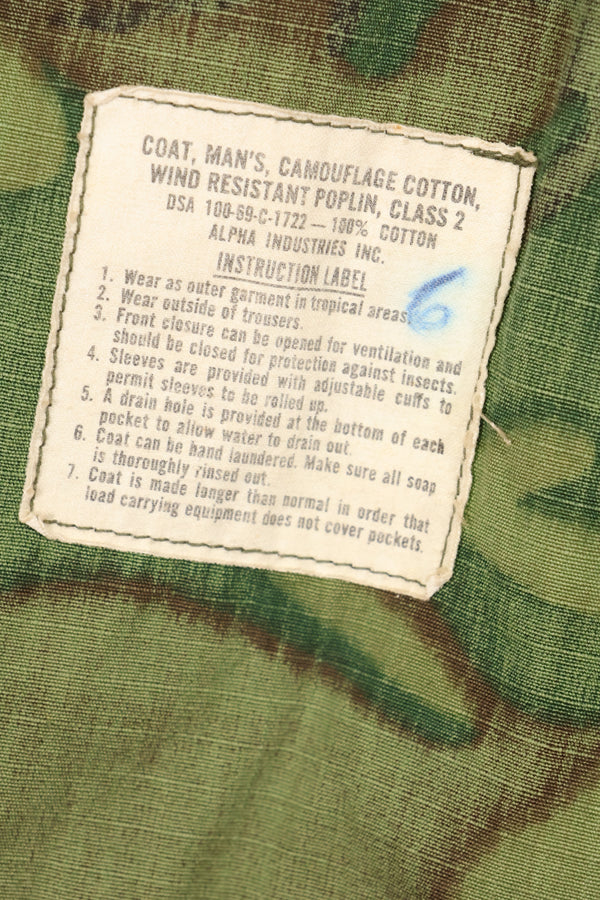 COAT, MAN'S, CAMOUFLAGE COTTON,
WIND RESISTANT POPLIN, CLASS 2
DSA 100-69-C-1722 — 100% COTTON
ALPHA INDUSTRIES INC.
INSTRUCTION LABEL
1. Wear as outer garment in tropical areas.
6
2. Wear outside of trousers.
3. Front closure can be opened for ventilation and
should be closed for protection against insects.
4. Sleeves are provided with adjustable cuffs to
permit sleeves to be rolled up.
5. A drain hole is provided at the bottom of each
pocket to allow water to drain out.
6. Coat can be hand laundered. Make sure all soap
is thoroughly rinsed out.
7. Coat is made longer than normal in order that
load carrying equipment does not cover pockets.